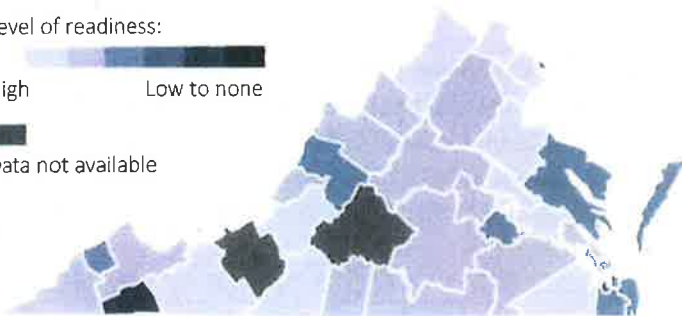 evel of readiness:
igh Low to none
ata not available